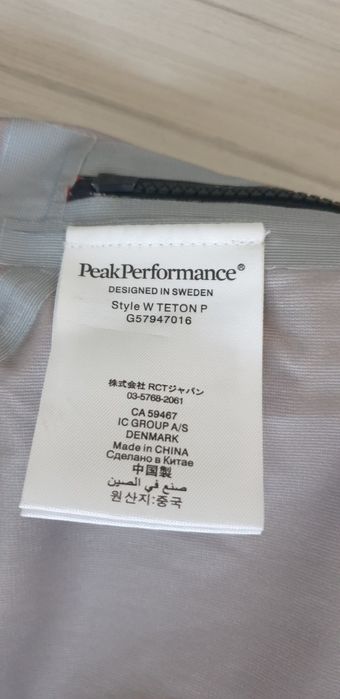 PeakPerformance®
DESIGNED IN SWEDEN
Style W TETON P
G57947016
株式会社 RCTジャパン
03-5768-2061
CA 59467
IC GROUP A/S
DENMARK
Made in CHINA
Сделано в Китае
中国製
صنع في الصين
원산지:중국